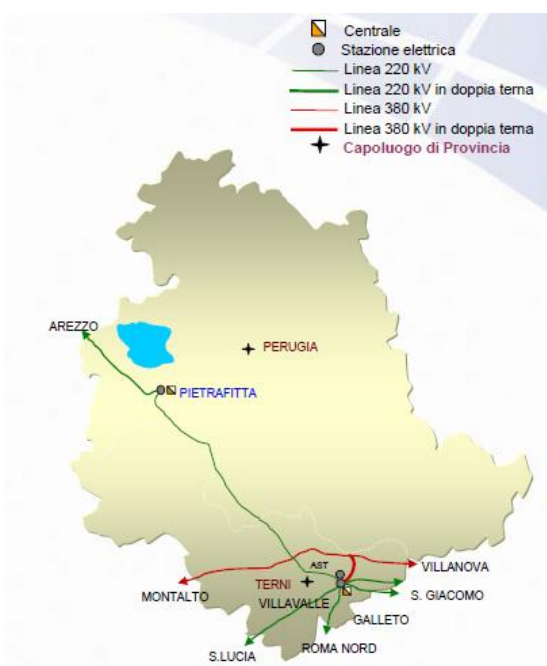 Centrale
Stazione elettrica
Linea 220 kV
Linea 220 kV in doppia terna
Linea 380 kV
Linea 380 kV in doppia terna
Capoluogo di Provincia
AREZZO
PERUGIA
PIETRAFITTA
AST
VILLANOVA
TERNI
MONTALTO
VILLAVALLE
S. GIACOMO
GALLETO
ROMA NORD
S.LUCIA